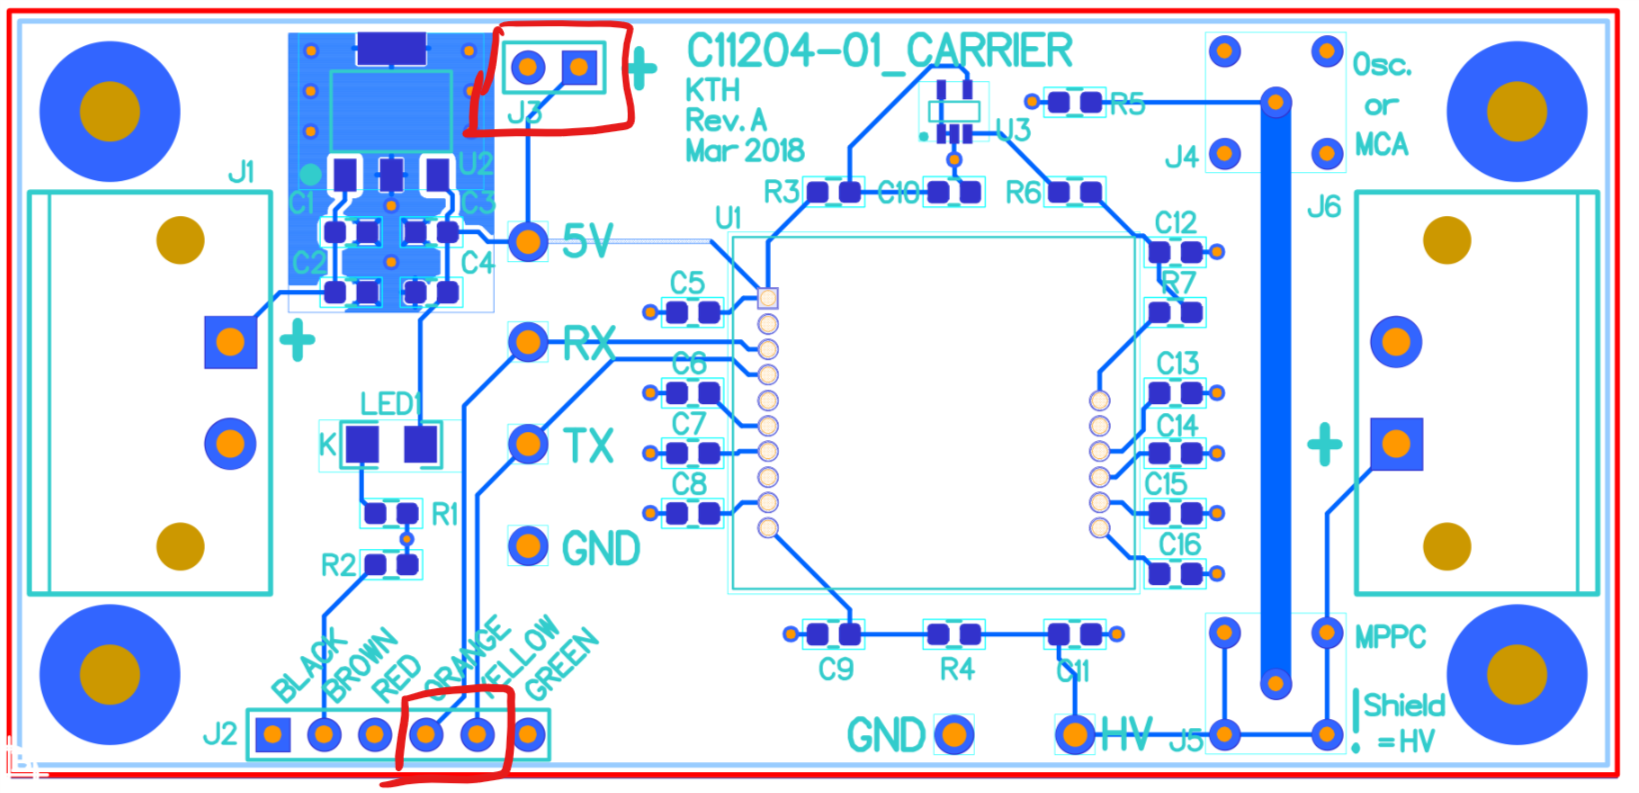 C11204-01_CARRIER
KTH
Rev.A
Mar 2018
+
J3
Osc.
or
MCA
R5
U3
J4
J1
U2
C1
C3
R3
C10
R6
J6
U1
C12
5V
C2
C4
C5
R7
+
RX
C6
C13
LED1
K
TX
C7
C14
+
C8
C15
R1
GND
C16
R2
BLACK
BROWN
RED
ORANGE
YELLOW
GREEN
C9
R4
C11
MPPC
J2
GND
HV
J5
! Shield
=HV